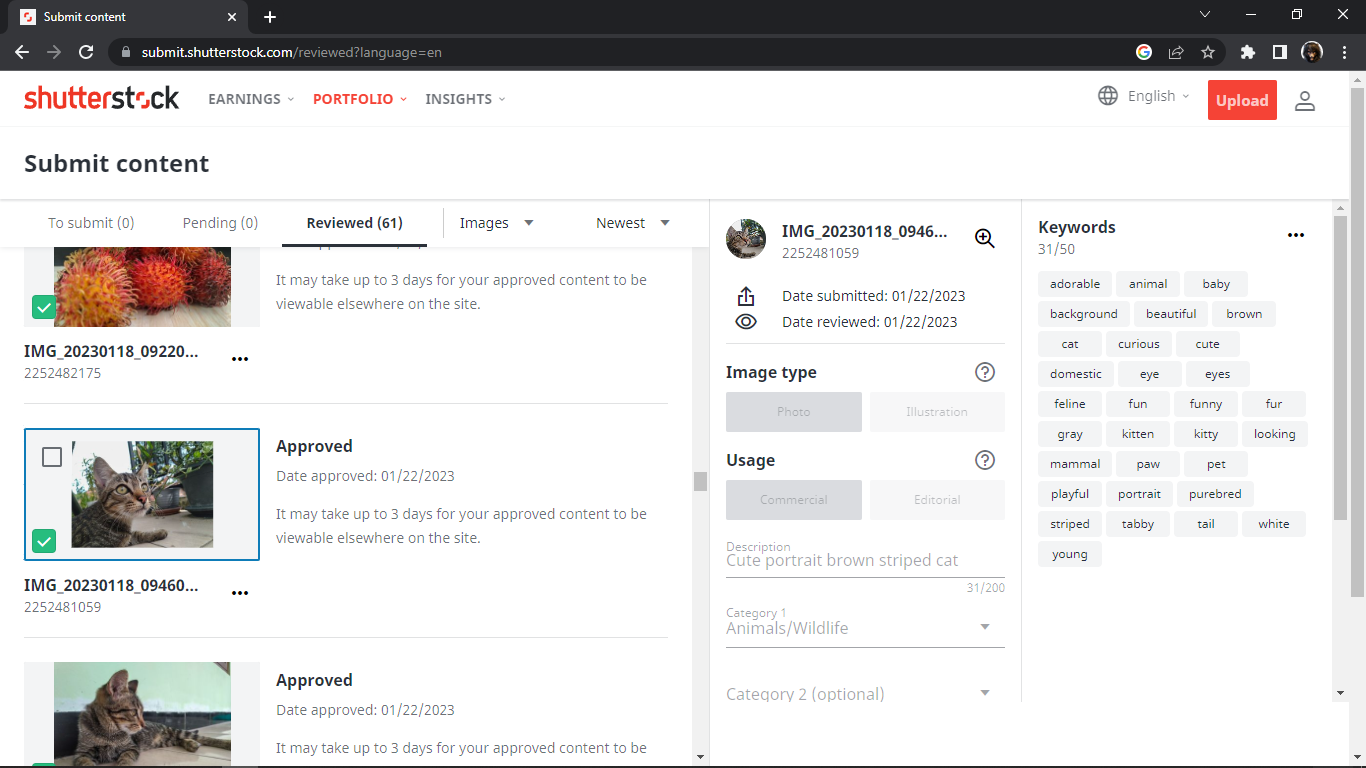 Submit content
submit.shutterstock.com/reviewed?language=en
shutterstock
EARNINGS
PORTFOLIO
INSIGHTS
English
Upload
Submit content
To submit (0)
Pending (0)
Reviewed (61)
Images
Newest
It may take up to 3 days for your approved content to be
viewable elsewhere on the site.
IMG_20230118_09220...
2252482175
Approved
Date approved: 01/22/2023
It may take up to 3 days for your approved content to be
viewable elsewhere on the site.
IMG_20230118_09460...
2252481059
Approved
Date approved: 01/22/2023
It may take up to 3 days for your approved content to be
IMG_20230118_0946...
2252481059
Date submitted: 01/22/2023
Date reviewed: 01/22/2023
Image type
Photo
Illustration
Usage
Commercial
Editorial
Description
Cute portrait brown striped cat
31/200
Category 1
Animals/Wildlife
Category 2 (optional)
Keywords
31/50
adorable animal baby
background beautiful brown
cat curious cute
domestic eye eyes
feline fun funny fur
gray kitten kitty looking
mammal paw pet
playful portrait purebred
striped tabby tail white
young